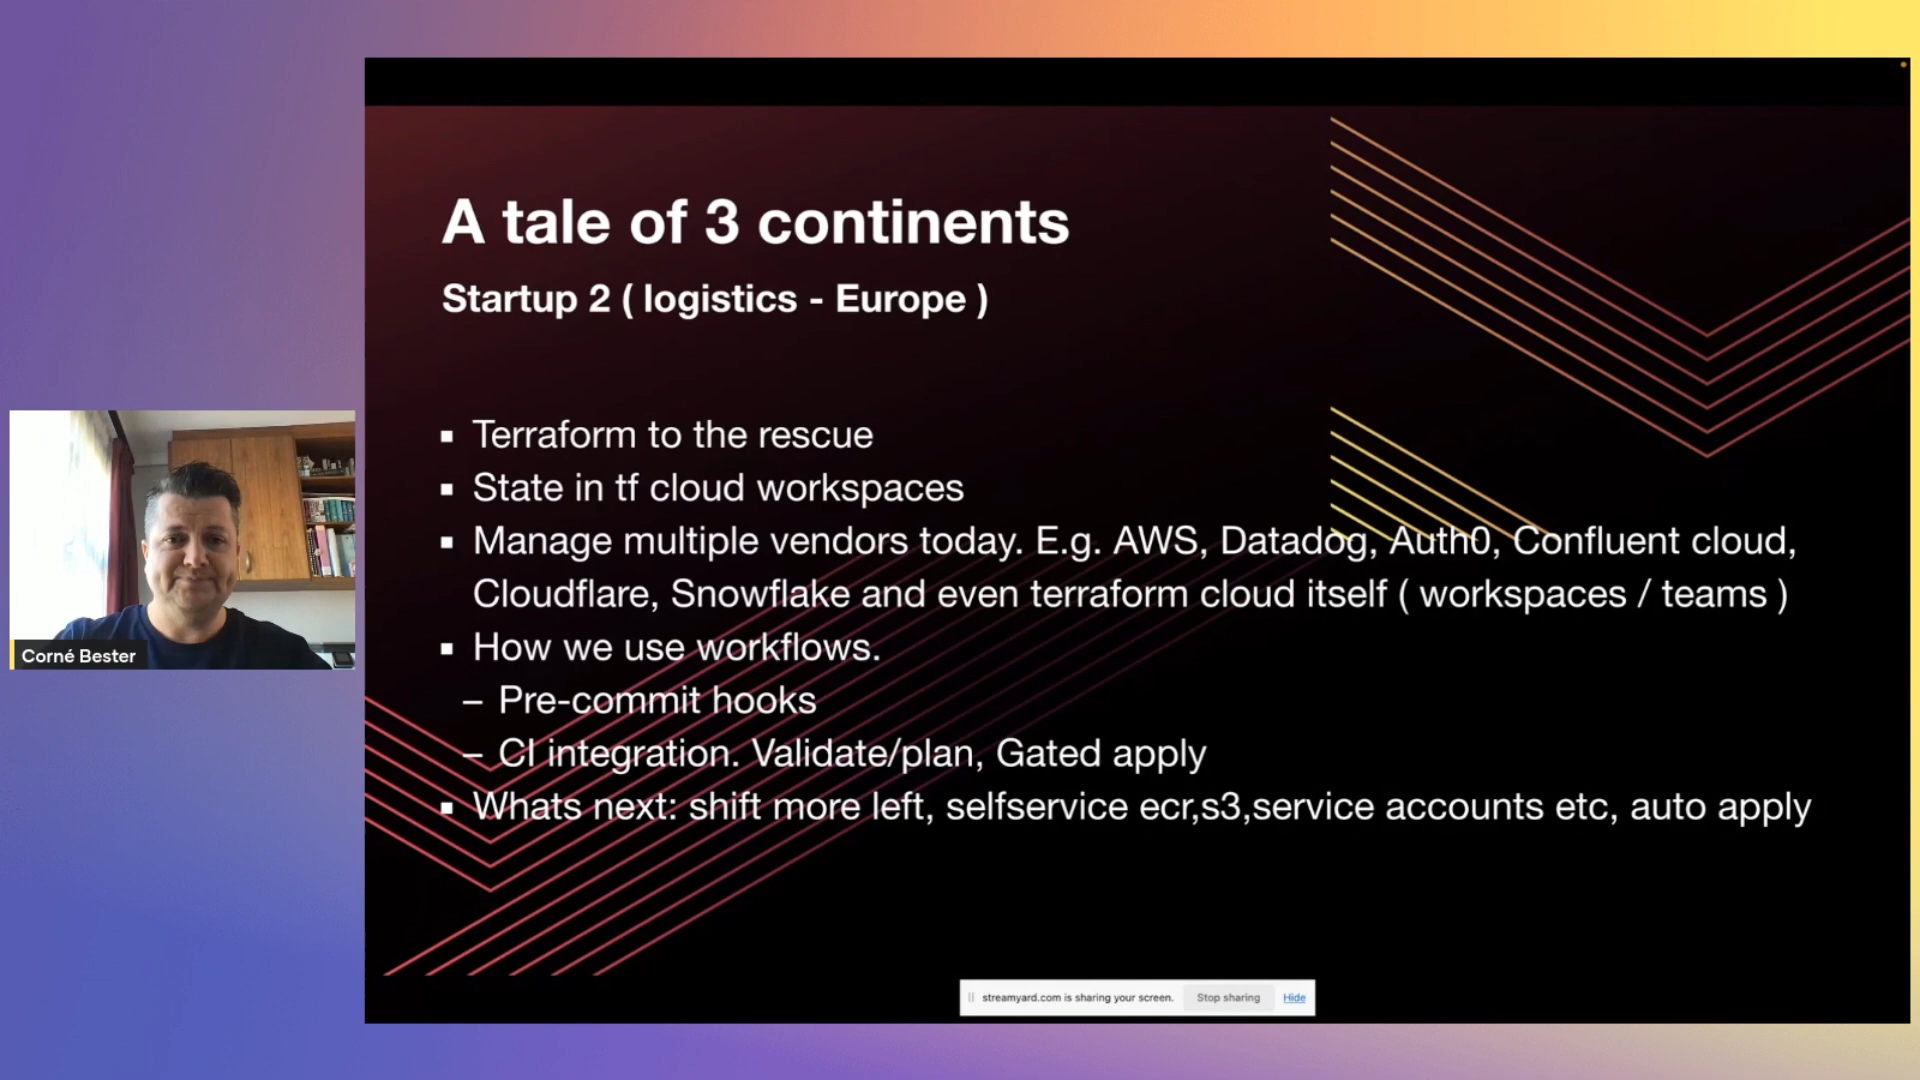 A tale of 3 continents
Startup 2 ( logistics - Europe )
▪ Terraform to the rescue
▪ State in tf cloud workspaces
▪ Manage multiple vendors today. E.g. AWS, Datadog, Auth0, Confluent cloud,
Cloudflare, Snowflake and even terraform cloud itself ( workspaces / teams )
▪ How we use workflows.
– Pre-commit hooks
– CI integration. Validate/plan, Gated apply
▪ Whats next: shift more left, selfservice ecr,s3,service accounts etc, auto apply
Corné Bester
streamyard.com is sharing your screen. Stop sharing Hide